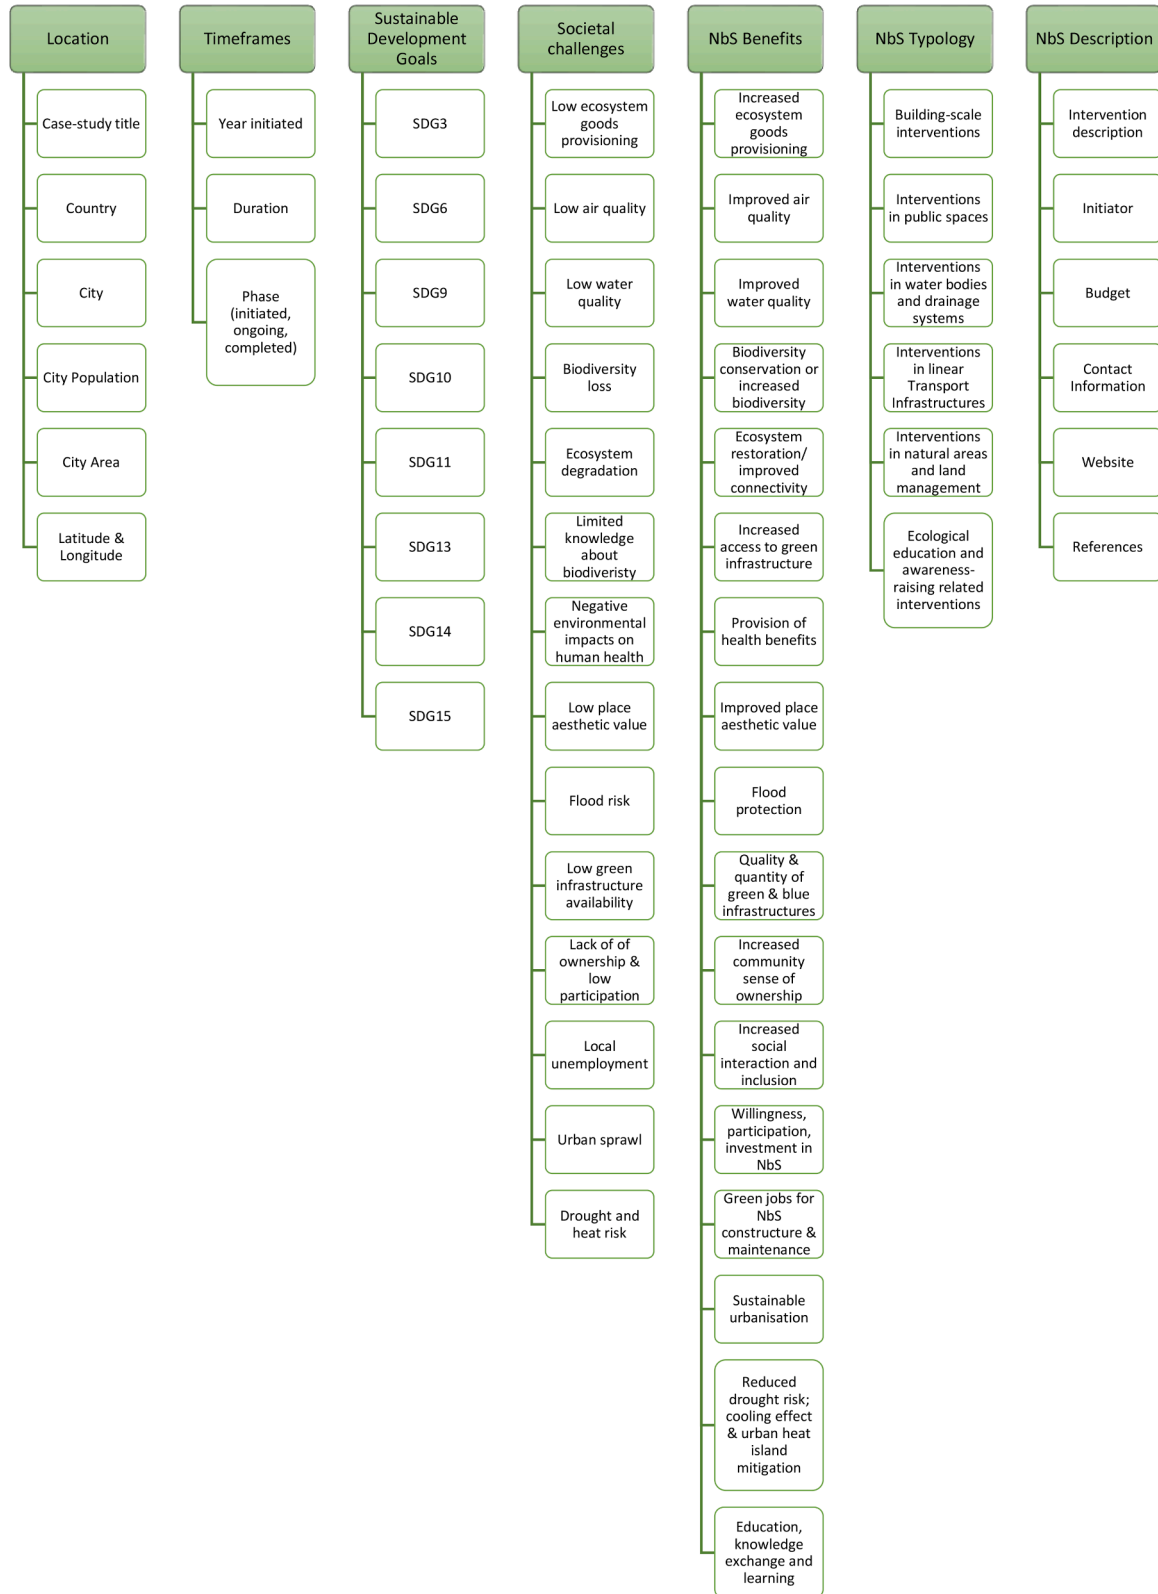 Location
Case-study title
Country
City
City Population
City Area
Latitude &
Longitude
Timeframes
Year initiated
Duration
Phase
(initiated,
ongoing,
completed)
Sustainable
Development
Goals
SDG3
SDG6
SDG9
SDG10
SDG11
SDG13
SDG14
SDG15
Societal
challenges
Low ecosystem
goods
provisioning
Low air quality
Low water
quality
Biodiversity
loss
Ecosystem
degradation
Limited
knowledge
about
biodiveristy
Negative
environmental
impacts on
human health
Low place
aesthetic value
Flood risk
Low green
infrastructure
availability
Lack of of
ownership &
low
participation
Local
unemployment
Urban sprawl
Drought and
heat risk
NbS Benefits
Increased
ecosystem
goods
provisioning
Improved air
quality
Improved
water quality
Biodiversity
conservation or
increased
biodiversity
Ecosystem
restoration/
improved
connectivity
Increased
access to green
infrastructure
Provision of
health benefits
Improved place
aesthetic value
Flood
protection
Quality &
quantity of
green & blue
infrastructures
Increased
community
sense of
ownership
Increased
social
interaction and
inclusion
Willingness,
participation,
investment in
NbS
Green jobs for
NbS
constructure &
maintenance
Sustainable
urbanisation
Reduced
drought risk;
cooling effect
& urban heat
island
mitigation
Education,
knowledge
exchange and
learning
NbS Typology
Building-scale
interventions
Interventions
in public spaces
Interventions
in water bodies
and drainage
systems
Interventions
in linear
Transport
Infrastructures
Interventions
in natural areas
and land
management
Ecological
education and
awareness-
raising related
interventions
NbS Description
Intervention
description
Initiator
Budget
Contact
Information
Website
References